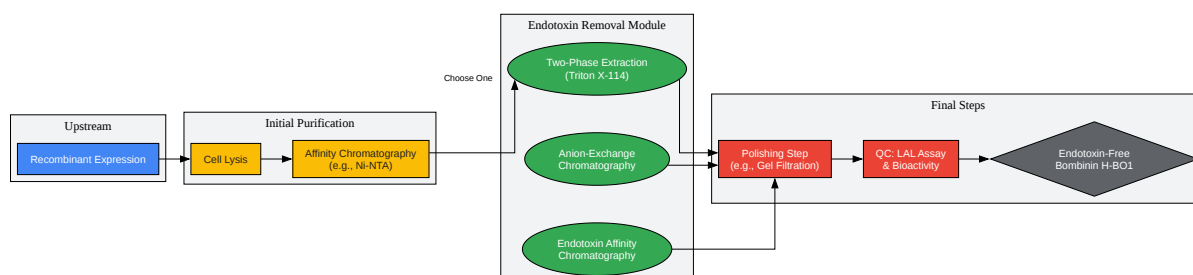 Upstream
Recombinant Expression
Initial Purification
Cell Lysis
Affinity Chromatography
(e.g., Ni-NTA)
Choose One
Endotoxin Removal Module
Two-Phase Extraction
(Triton X-114)
Anion-Exchange
Chromatography
Endotoxin Affinity
Chromatography
Final Steps
Polishing Step
(e.g., Gel Filtration)
QC: LAL Assay
& Bioactivity
Endotoxin-Free
Bombinin H-BO1